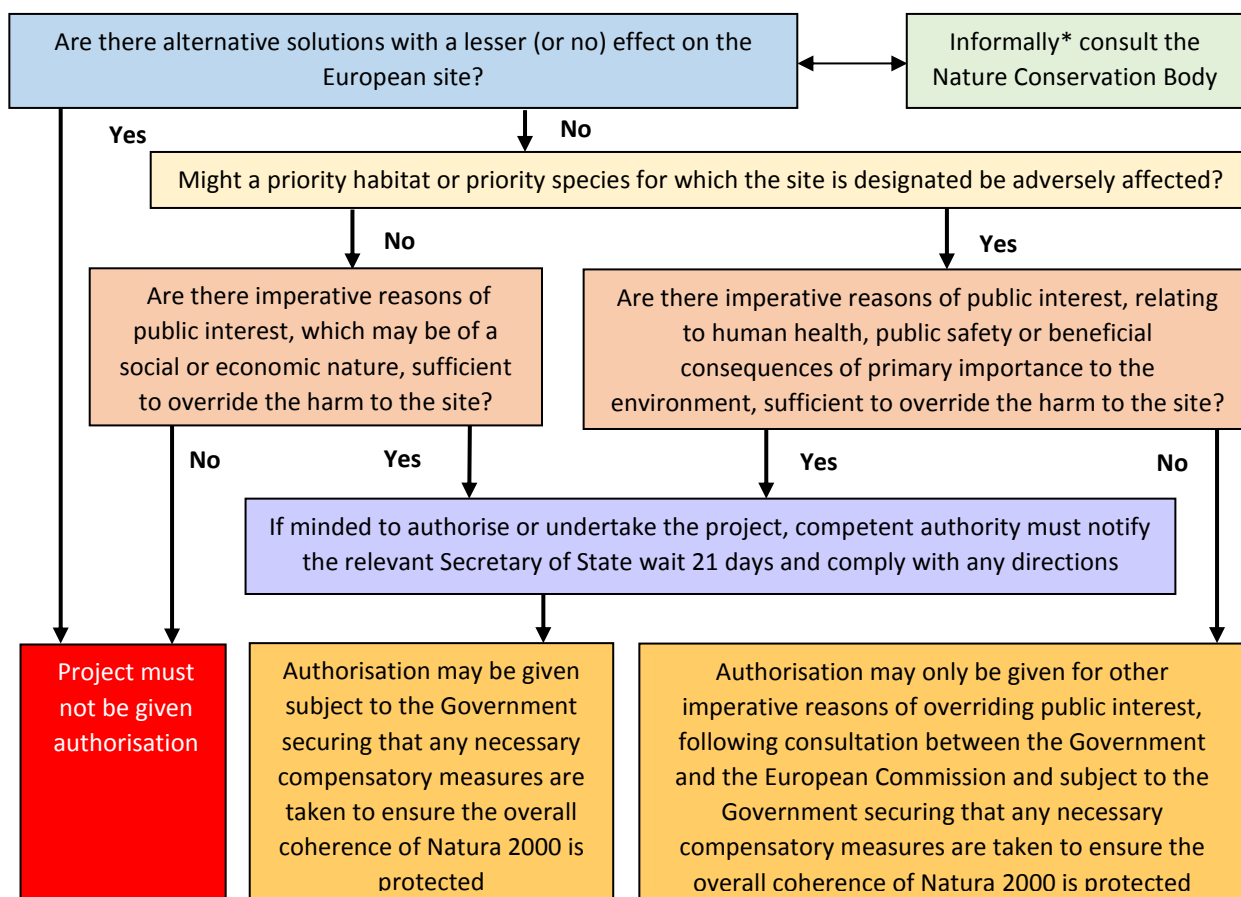 Are there alternative solutions with a lesser (or no) effect on the
European site?
Informally* consult the
Nature Conservation Body
Yes
No
Might a priority habitat or priority species for which the site is designated be adversely affected?
No
Yes
Are there imperative reasons of
public interest, which may be of a
social or economic nature, sufficient
to override the harm to the site?
Are there imperative reasons of public interest, relating
to human health, public safety or beneficial
consequences of primary importance to the
environment, sufficient to override the harm to the site?
No
Yes
Yes
No
If minded to authorise or undertake the project, competent authority must notify
the relevant Secretary of State wait 21 days and comply with any directions
Project must
not be given
authorisation
Authorisation may be given
subject to the Government
securing that any necessary
compensatory measures are
taken to ensure the overall
coherence of Natura 2000 is
protected
Authorisation may only be given for other
imperative reasons of overriding public interest,
following consultation between the Government
and the European Commission and subject to the
Government securing that any necessary
compensatory measures are taken to ensure the
overall coherence of Natura 2000 is protected